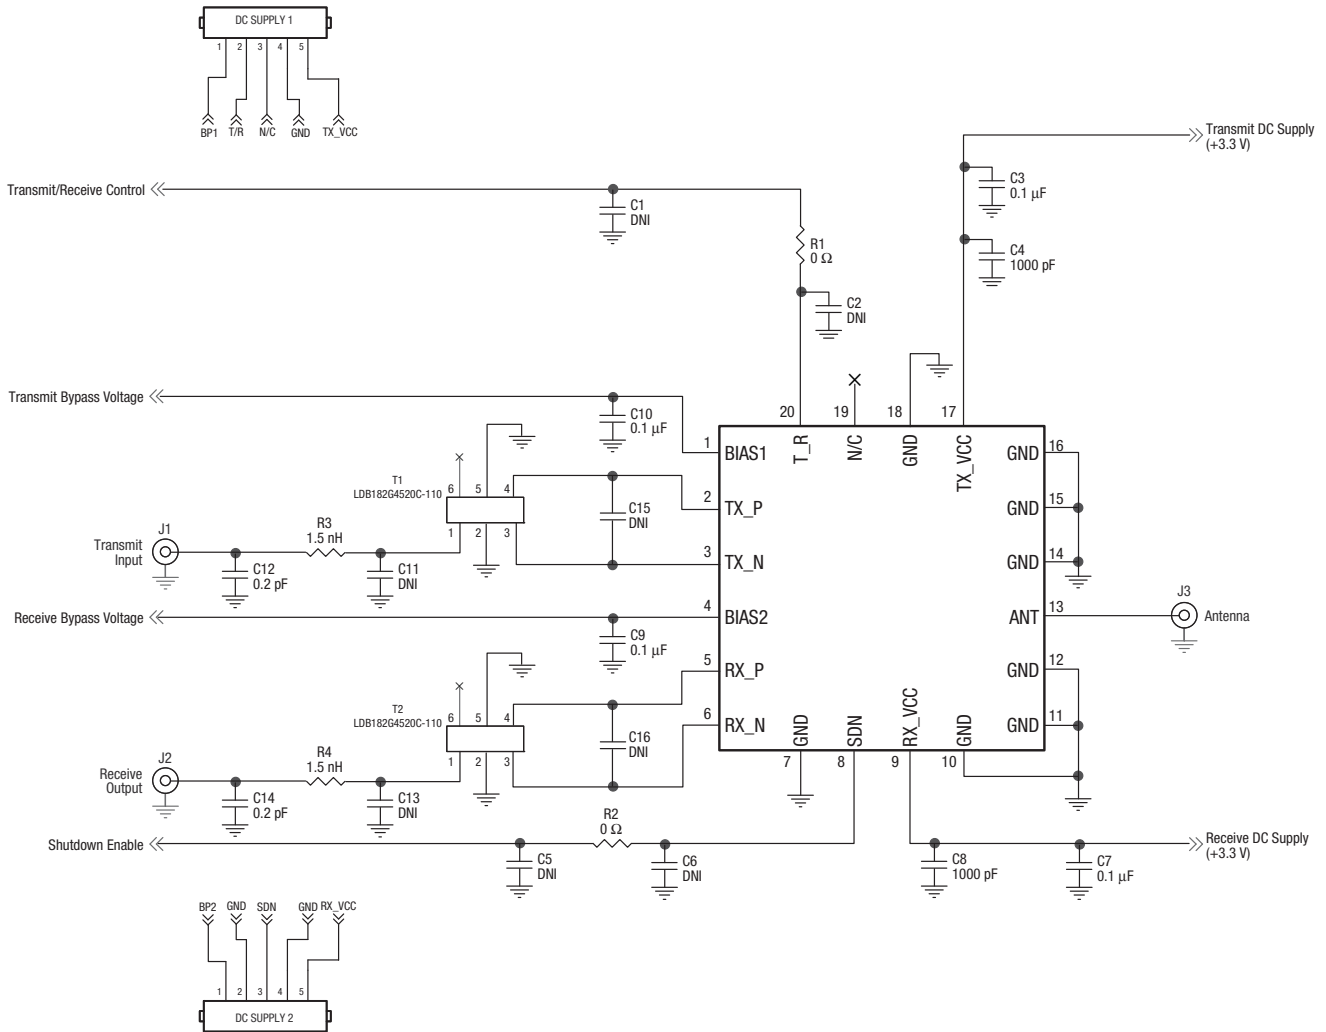 DC SUPPLY 1
1 2 3 4 5
BP1 T/R N/C GND TX_VCC
Transmit DC Supply
(+3.3 V)
C3
0.1 µF
Transmit/Receive Control
C1
DNI
R1
0 Ω
C4
1000 pF
C2
DNI
Transmit Bypass Voltage
C10
0.1 µF
20 19 18 17
1 BIAS1
T_R
N/C
GND
TX_VCC
GND 16
T1
LDB182G4520C-110
6 5 4
1 2 3
C15
DNI
2 TX_P
GND 15
J1
Transmit
Input
R3
1.5 nH
C12
0.2 pF
C11
DNI
3 TX_N
GND 14
Receive Bypass Voltage
C9
0.1 µF
4 BIAS2
ANT 13
J3
Antenna
5 RX_P
GND 12
T2
LDB182G4520C-110
6 5 4
1 2 3
C16
DNI
6 RX_N
GND
SDN
RX_VCC
GND
GND 11
7 8 9 10
J2
Receive
Output
R4
1.5 nH
C14
0.2 pF
C13
DNI
R2
0 Ω
Shutdown Enable
C5
DNI
C6
DNI
C8
1000 pF
C7
0.1 µF
Receive DC Supply
(+3.3 V)
BP2 GND SDN GND RX_VCC
1 2 3 4 5
DC SUPPLY 2